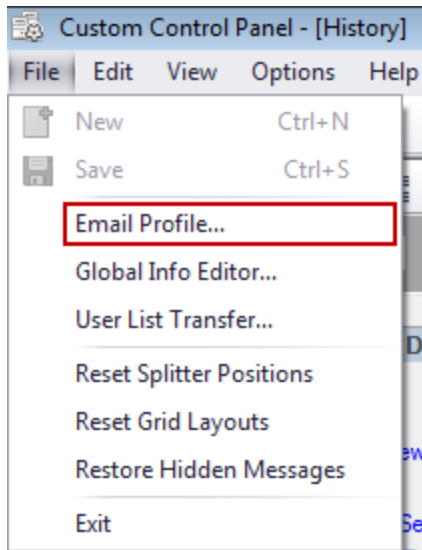 Custom Control Panel - [History]
File Edit View Options Help
New Ctrl+N
Save Ctrl+S
Email Profile...
Global Info Editor...
User List Transfer...
Reset Splitter Positions
Reset Grid Layouts
Restore Hidden Messages
Exit